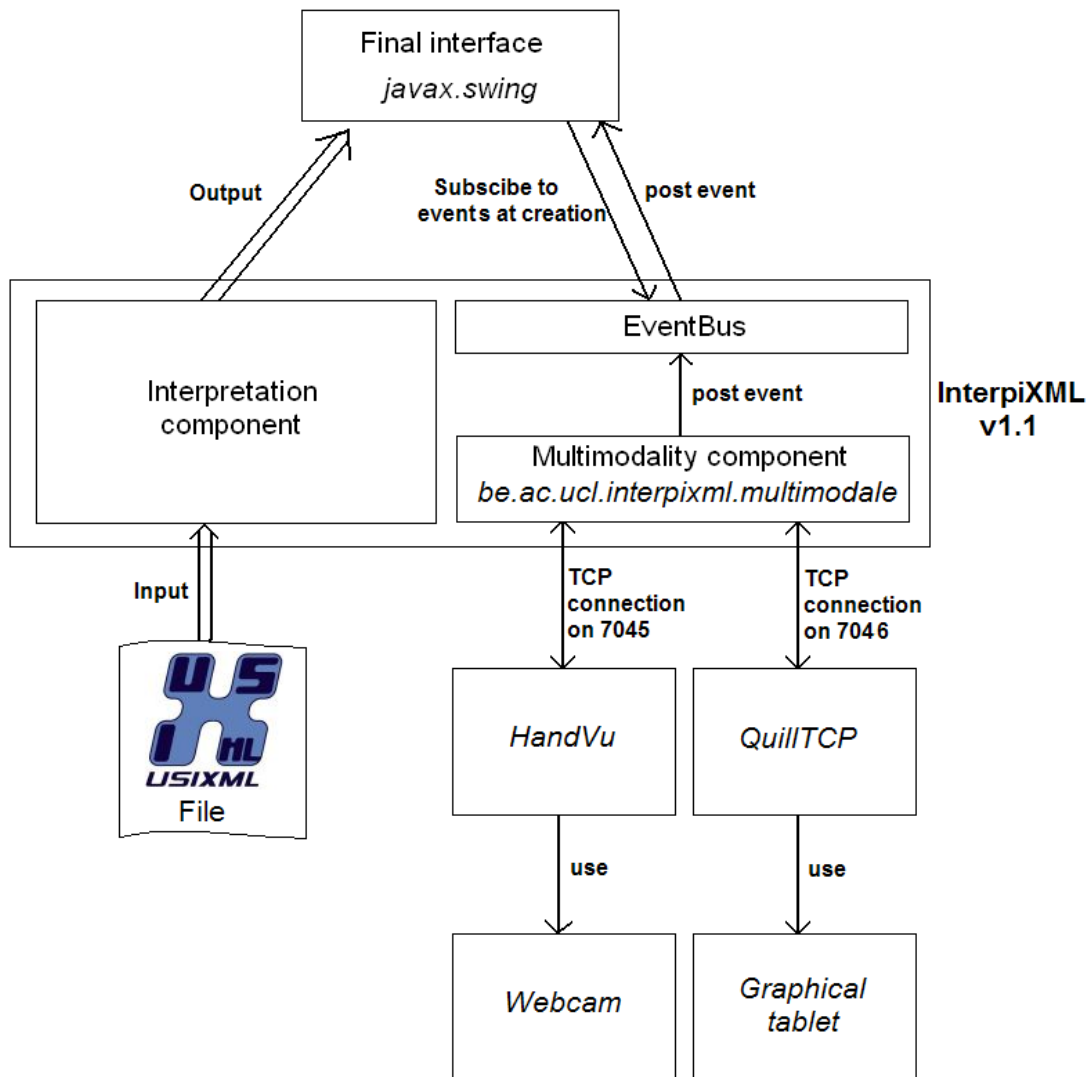 Final interface
javax.swing
Output
Subscibe to
events at creation
post event
EventBus
Interpretation
component
post event
InterpiXML
v1.1
Multimodality component
be.ac.ucl.interpixml.multimodale
Input
TCP
connection
on 7045
TCP
connection
on 7046
U S
I ML
USIXML
File
HandVu
QuillTCP
use
use
Webcam
Graphical
tablet